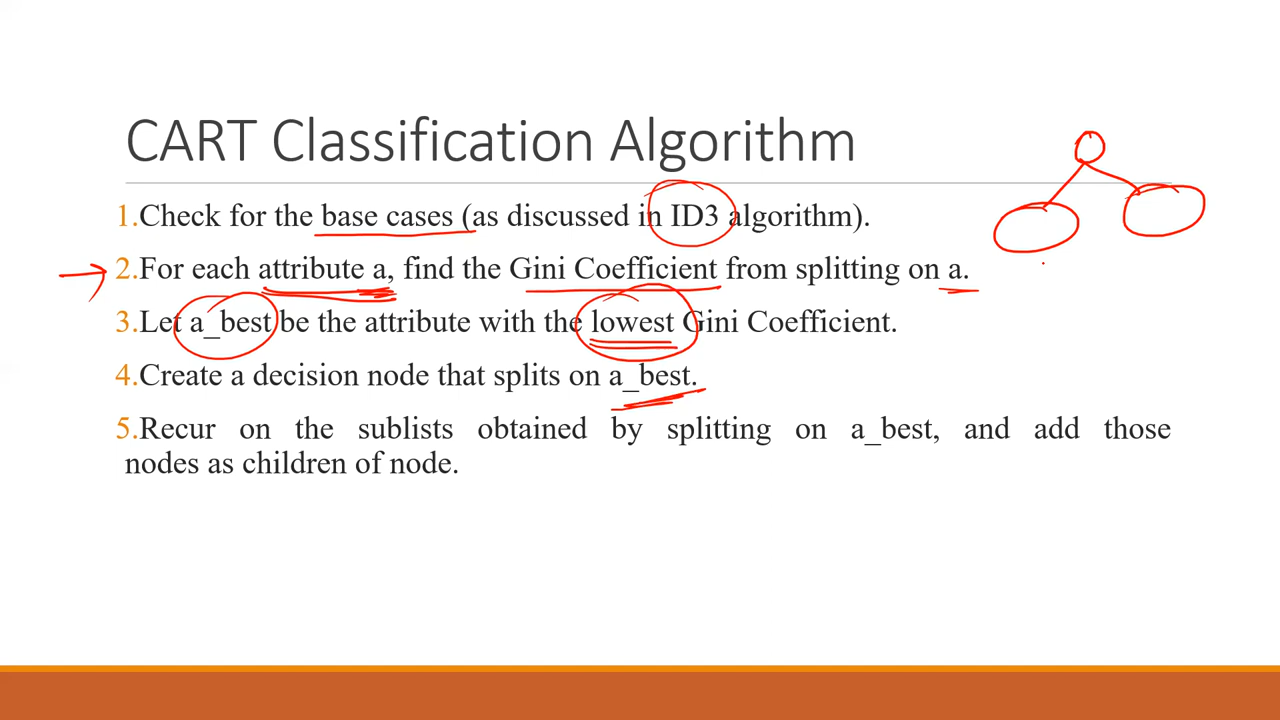 CART Classification Algorithm
1.Check for the base cases (as discussed in ID3 algorithm).
2.For each attribute a, find the Gini Coefficient from splitting on a.
3.Let a_best be the attribute with the lowest Gini Coefficient.
4.Create a decision node that splits on a_best.
5.Recur on the sublists obtained by splitting on a_best, and add those
nodes as children of node.